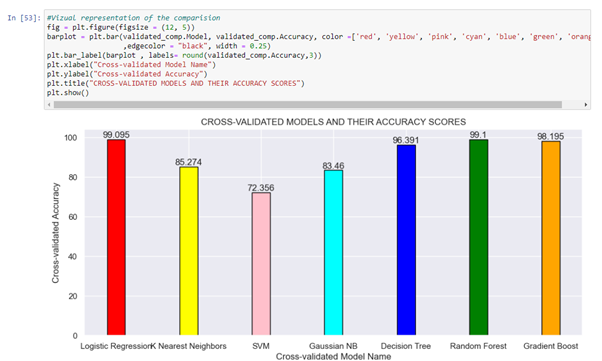 In [53]:
#Vizual representation of the comparision
fig = plt.figure(figsize = (12, 5))
barplot = plt.bar(validated_comp.Model, validated_comp.Accuracy, color =['red', 'yellow', 'pink', 'cyan', 'blue', 'green', 'orang
,edgecolor = "black", width = 0.25)
plt.bar_label(barplot , labels= round(validated_comp.Accuracy,3))
plt.xlabel("Cross-validated Model Name")
plt.ylabel("Cross-validated Accuracy")
plt.title("CROSS-VALIDATED MODELS AND THEIR ACCURACY SCORES")
plt.show()
CROSS-VALIDATED MODELS AND THEIR ACCURACY SCORES
99.095 85.274 72.356 83.46 96.391 99.1 98.195
100
80
60
40
20
0
Cross-validated Accuracy
Logistic Regression K Nearest Neighbors SVM Gaussian NB Decision Tree Random Forest Gradient Boost
Cross-validated Model Name